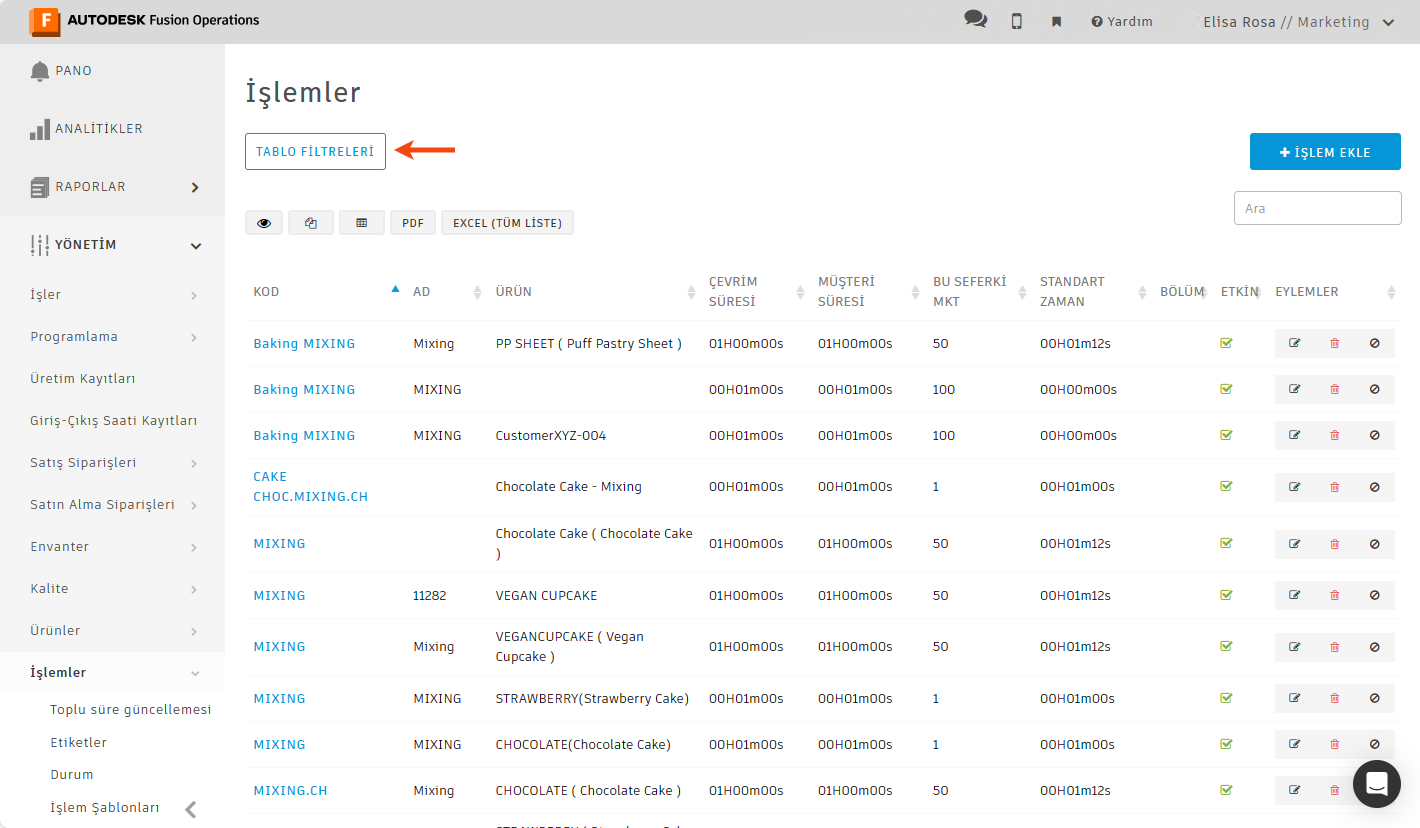 F AUTODESK Fusion Operations
Yardım
Elisa Rosa // Marketing
PANO
ANALİTİKLER
RAPORLAR
YÖNETİM
İşler
Programlama
Üretim Kayıtları
Giriş-Çıkış Saati Kayıtları
Satış Siparişleri
Satın Alma Siparişleri
Envanter
Kalite
Ürünler
İşlemler
Toplu süre güncellemesi
Etiketler
Durum
İşlem Şablonları
İşlemler
TABLO FİLTRELERİ
İŞLEM EKLE
Ara
PDF
EXCEL (TÜM LİSTE)
KOD AD ÜRÜN ÇEVRİM SÜRESİ MÜŞTERİ SÜRESİ BU SEFERKİ MKT STANDART ZAMAN BÖLÜM ETKİN EYLEMLER
Baking MIXING Mixing PP SHEET ( Puff Pastry Sheet ) 01H00m00s 01H00m00s 50 00H01m12s
Baking MIXING MIXING 00H01m00s 00H01m00s 100 00H00m00s
Baking MIXING MIXING CustomerXYZ-004 00H01m00s 00H01m00s 100 00H00m00s
CAKE CHOC.MIXING.CH Chocolate Cake - Mixing 00H01m00s 00H01m00s 1 00H01m00s
MIXING Chocolate Cake ( Chocolate Cake ) 01H00m00s 01H00m00s 50 00H01m12s
MIXING 11282 VEGAN CUPCAKE 01H00m00s 01H00m00s 50 00H01m12s
MIXING Mixing VEGANCUPCAKE ( Vegan Cupcake ) 01H00m00s 01H00m00s 50 00H01m12s
MIXING MIXING STRAWBERRY(Strawberry Cake) 00H01m00s 00H01m00s 1 00H01m00s
MIXING MIXING CHOCOLATE(Chocolate Cake) 00H01m00s 00H01m00s 1 00H01m00s
MIXING.CH Mixing CHOCOLATE ( Chocolate Cake ) 01H00m00s 01H00m00s 50 00H01m12s